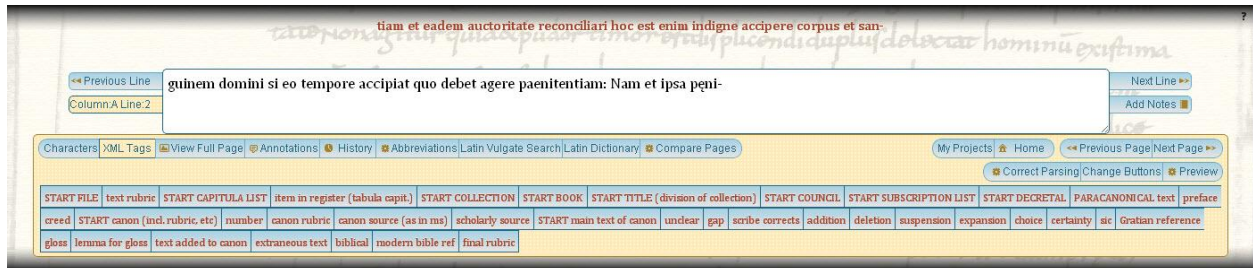 ?
tiam et eadem auctoritate reconciliari hoc est enim indigne accipere corpus et san-
hominū exıſtima
Previous Line
guinem domini si eo tempore accipiat quo debet agere paenitentiam: Nam et ipsa pęni-
Next Line
Column:A Line:2
Add Notes
Characters XML Tags View Full Page Annotations History Abbreviations Latin Vulgate Search Latin Dictionary Compare Pages My Projects Home Previous Page Next Page
Correct Parsing Change Buttons Preview
START FILE text rubric START CAPITULA LIST item in register (tabula capit.) START COLLECTION START BOOK START TITLE (division of collection) START COUNCIL START SUBSCRIPTION LIST START DECRETAL PARACANONICAL text preface
creed START canon (incl. rubric, etc) number canon rubric canon source (as in ms) scholarly source START main text of canon unclear gap scribe corrects addition deletion suspension expansion choice certainty sic Gratian reference
gloss lemma for gloss text added to canon extraneous text biblical modern bible ref final rubric